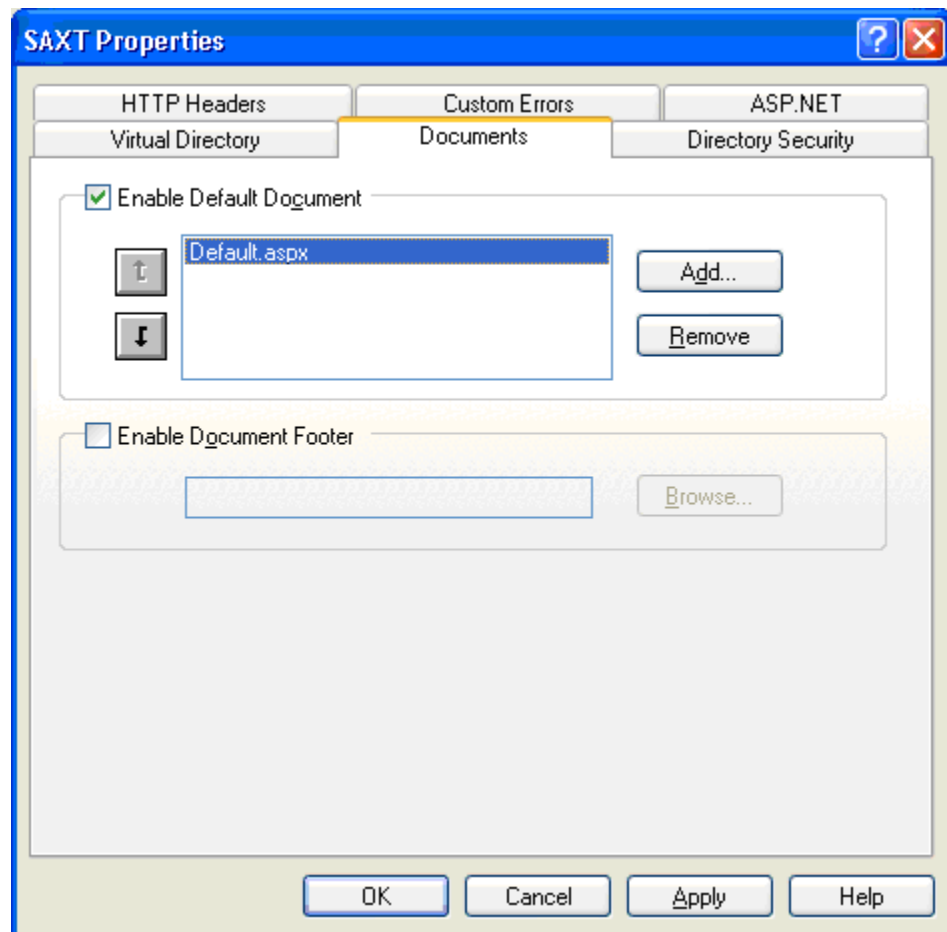 SAXT Properties
HTTP Headers Custom Errors ASP.NET
Virtual Directory Documents Directory Security
Enable Default Document
Default.aspx
Add...
Remove
Enable Document Footer
Browse...
OK Cancel Apply Help